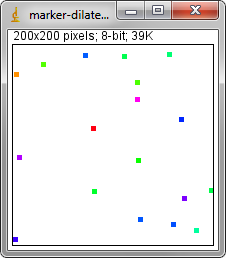 marker-dilate...
200x200 pixels; 8-bit; 39K